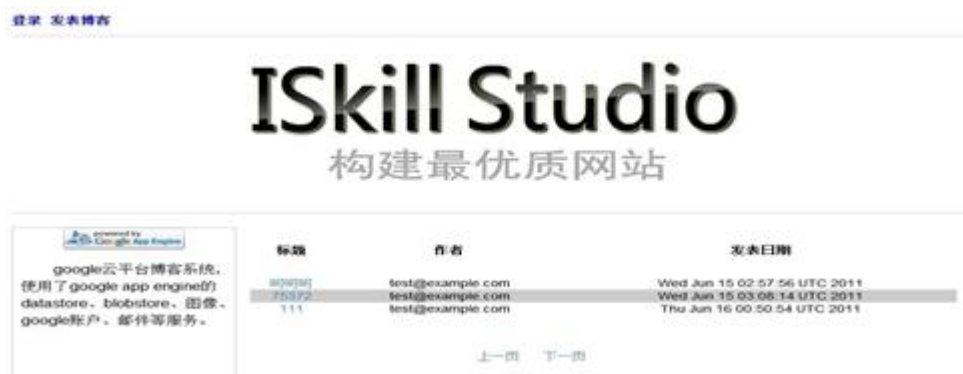 登录 发表博客
ISkill Studio
构建最优质网站
powered by
Google App Engine
google云平台博客系统，
使用了google app engine的
datastore、blobstore、图像、
google账户、邮件等服务。
标题 作者 发表日期
test@example.com Wed Jun 15 02:57:56 UTC 2011
75572 test@example.com Wed Jun 15 03:08:14 UTC 2011
111 test@example.com Thu Jun 16 00:50:54 UTC 2011
上一页 下一页